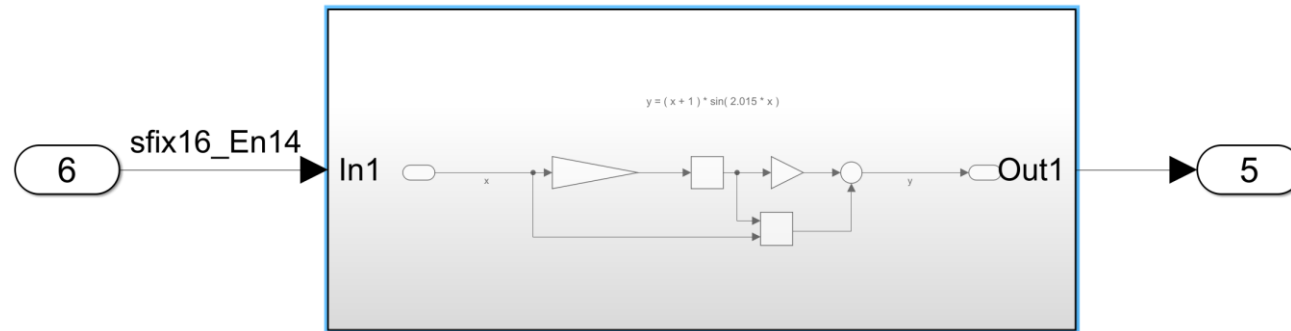 y = ( x + 1 ) * sin( 2.015 * x )
sfix16_En14
6
In1
x
y
Out1
5